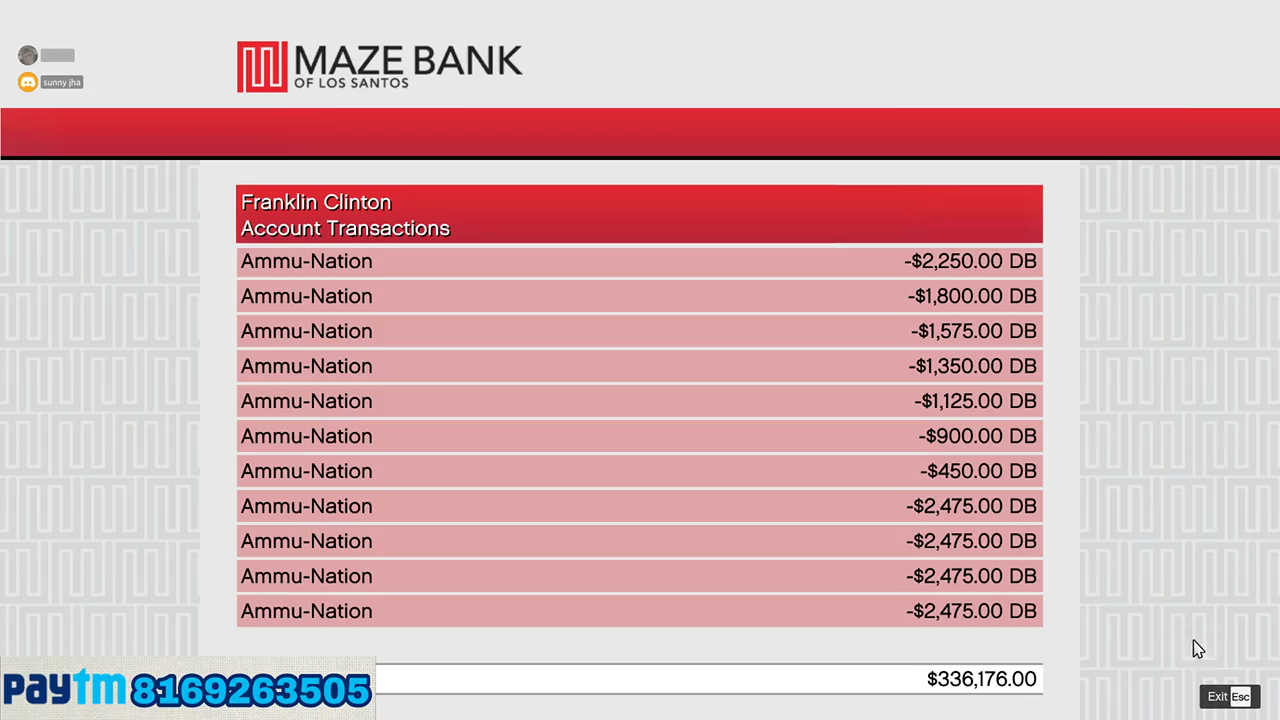 MAZE BANK
OF LOS SANTOS
sunny jha
Franklin Clinton
Account Transactions
Ammu-Nation -$2,250.00 DB
Ammu-Nation -$1,800.00 DB
Ammu-Nation -$1,575.00 DB
Ammu-Nation -$1,350.00 DB
Ammu-Nation -$1,125.00 DB
Ammu-Nation -$900.00 DB
Ammu-Nation -$450.00 DB
Ammu-Nation -$2,475.00 DB
Ammu-Nation -$2,475.00 DB
Ammu-Nation -$2,475.00 DB
Ammu-Nation -$2,475.00 DB
$336,176.00
paytm 8169263505
Exit Esc